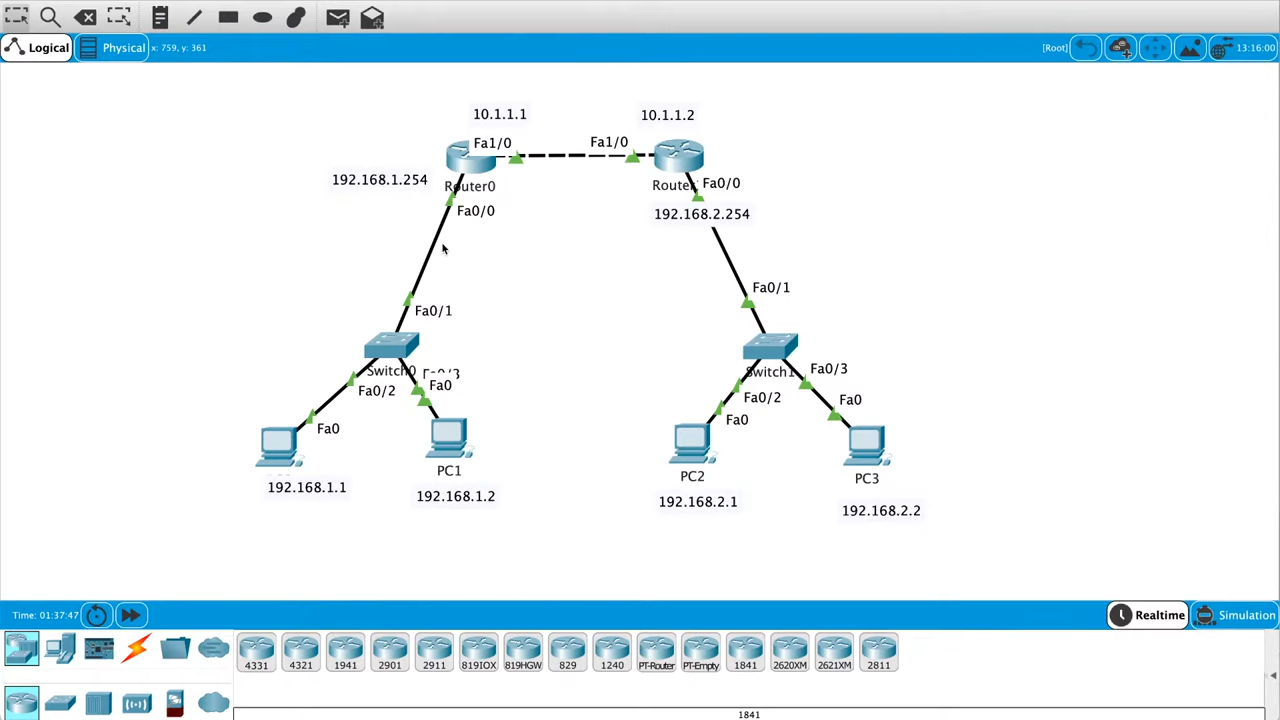 Logical
Physical
x: 759, y: 361
[Root]
13:16:00
10.1.1.1
10.1.1.2
Fa1/0
Fa1/0
192.168.1.254
Router0
Router
Fa0/0
Fa0/0
192.168.2.254
Fa0/1
Fa0/1
Switch0
Switch1
Fa0/3
Fa0/3
Fa0/2
Fa0
Fa0/2
Fa0
Fa0
Fa0
PC1
PC2
PC3
192.168.1.1
192.168.1.2
192.168.2.1
192.168.2.2
Time: 01:37:47
Realtime
Simulation
4331
4321
1941
2901
2911
819IOX
819HGW
829
1240
PT-Router
PT-Empty
1841
2620XM
2621XM
2811
1841